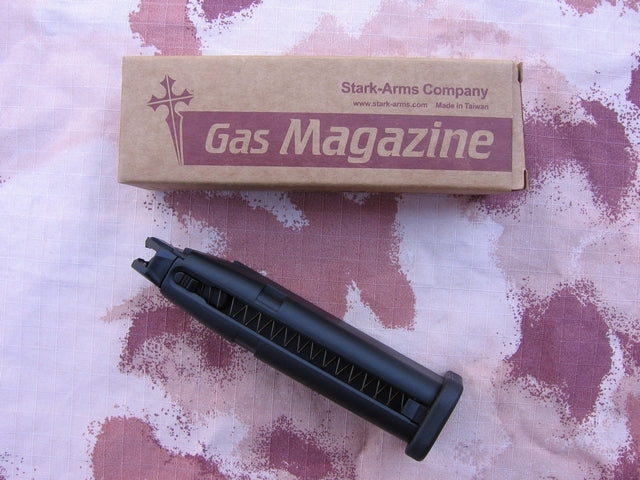 Stark-Arms Company
www.stark-arms.com Made in Taiwan
Gas Magazine